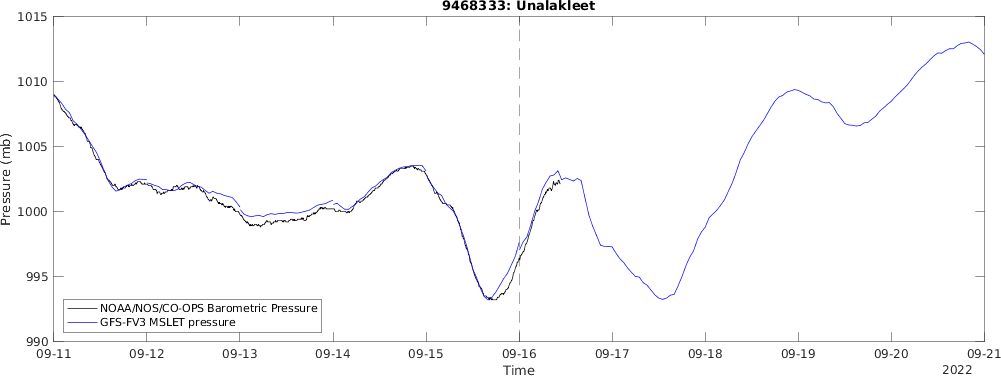 9468333: Unalakleet
1015
1010
1005
1000
995
990
Pressure (mb)
NOAA/NOS/CO-OPS Barometric Pressure
GFS-FV3 MSLET pressure
09-11 09-12 09-13 09-14 09-15 09-16 09-17 09-18 09-19 09-20 09-21
Time
2022